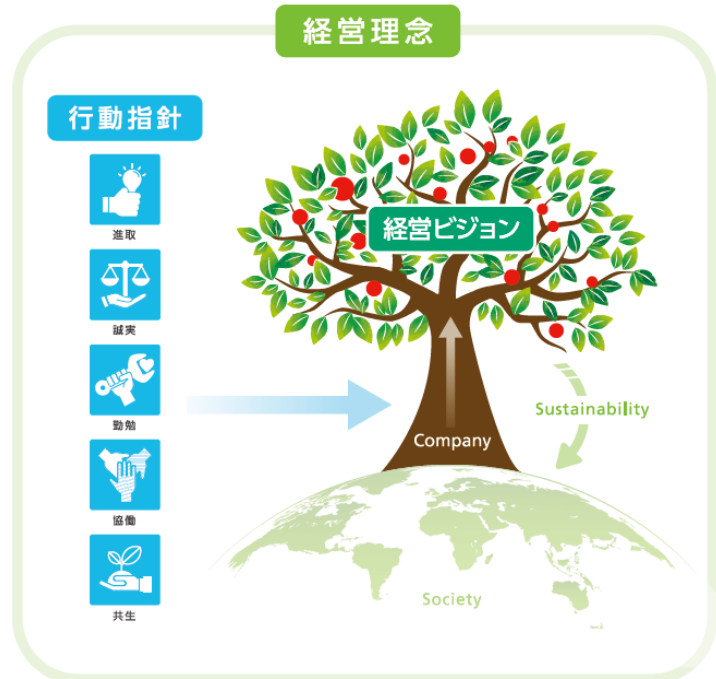 経営理念
行動指針
進取
誠実
勤勉
協働
共生
経営ビジョン
Sustainability
Company
Society